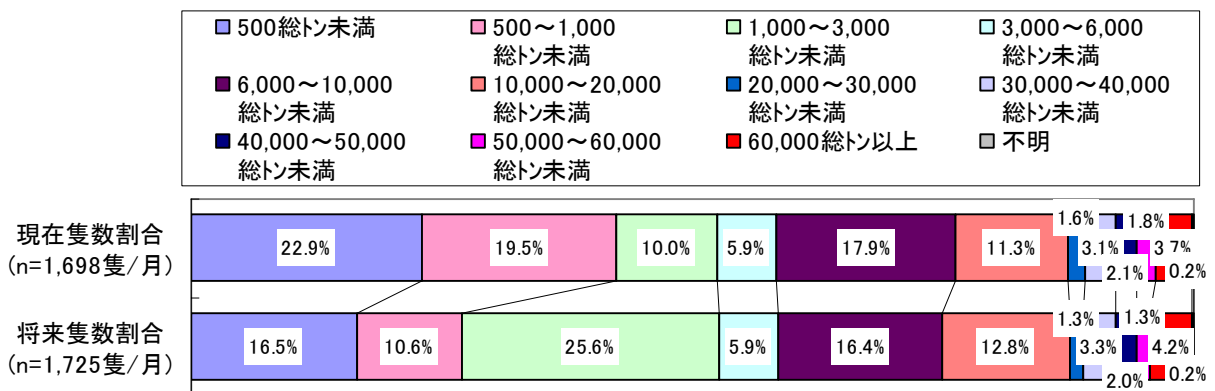 500総トン未満
500～1,000
総トン未満
1,000～3,000
総トン未満
3,000～6,000
総トン未満
6,000～10,000
総トン未満
10,000～20,000
総トン未満
20,000～30,000
総トン未満
30,000～40,000
総トン未満
40,000～50,000
総トン未満
50,000～60,000
総トン未満
60,000総トン以上
不明
現在隻数割合
(n=1,698隻/月)
22.9%
19.5%
10.0%
5.9%
17.9%
11.3%
1.6%
3.1%
2.1%
1.8%
3.7%
0.2%
将来隻数割合
(n=1,725隻/月)
16.5%
10.6%
25.6%
5.9%
16.4%
12.8%
1.3%
3.3%
2.0%
1.3%
4.2%
0.2%